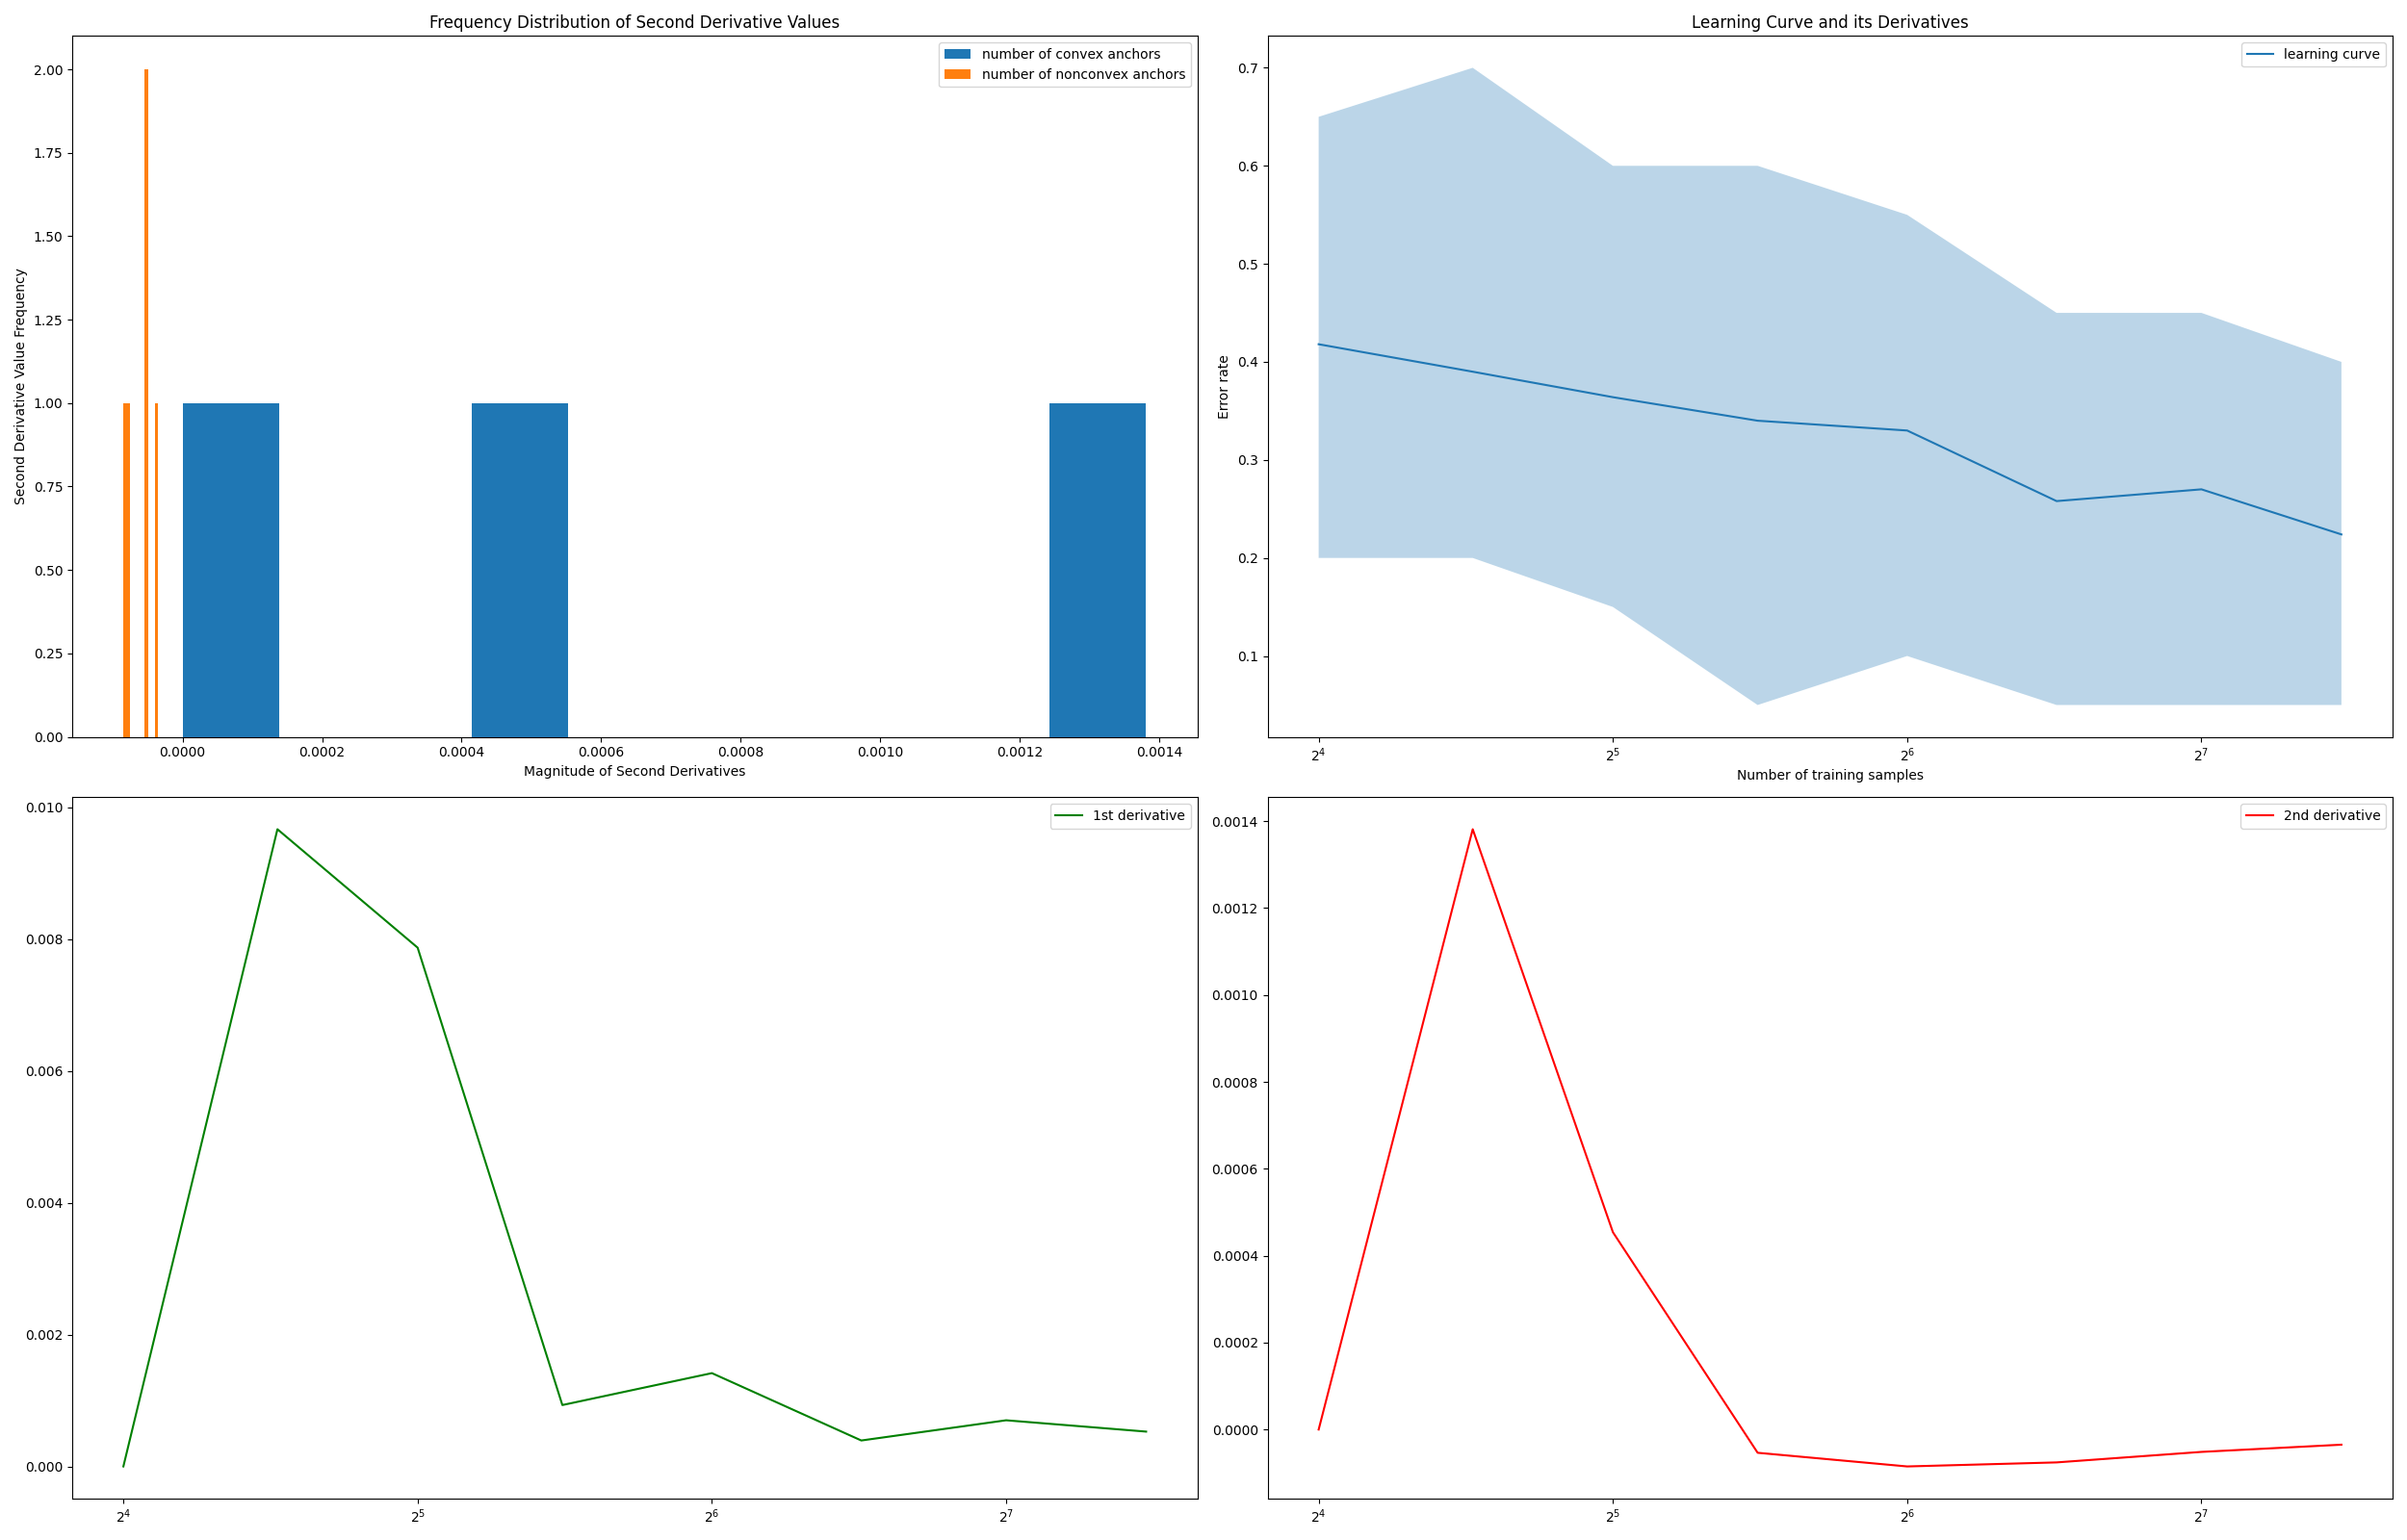 Frequency Distribution of Second Derivative Values
number of convex anchors
number of nonconvex anchors
Second Derivative Value Frequency
2.00
1.75
1.50
1.25
1.00
0.75
0.50
0.25
0.00
0.0000 0.0002 0.0004 0.0006 0.0008 0.0010 0.0012 0.0014
Magnitude of Second Derivatives
Learning Curve and its Derivatives
learning curve
Error rate
0.7
0.6
0.5
0.4
0.3
0.2
0.1
2⁴ 2⁵ 2⁶ 2⁷
Number of training samples
1st derivative
0.010
0.008
0.006
0.004
0.002
0.000
2⁴ 2⁵ 2⁶ 2⁷
2nd derivative
0.0014
0.0012
0.0010
0.0008
0.0006
0.0004
0.0002
0.0000
2⁴ 2⁵ 2⁶ 2⁷